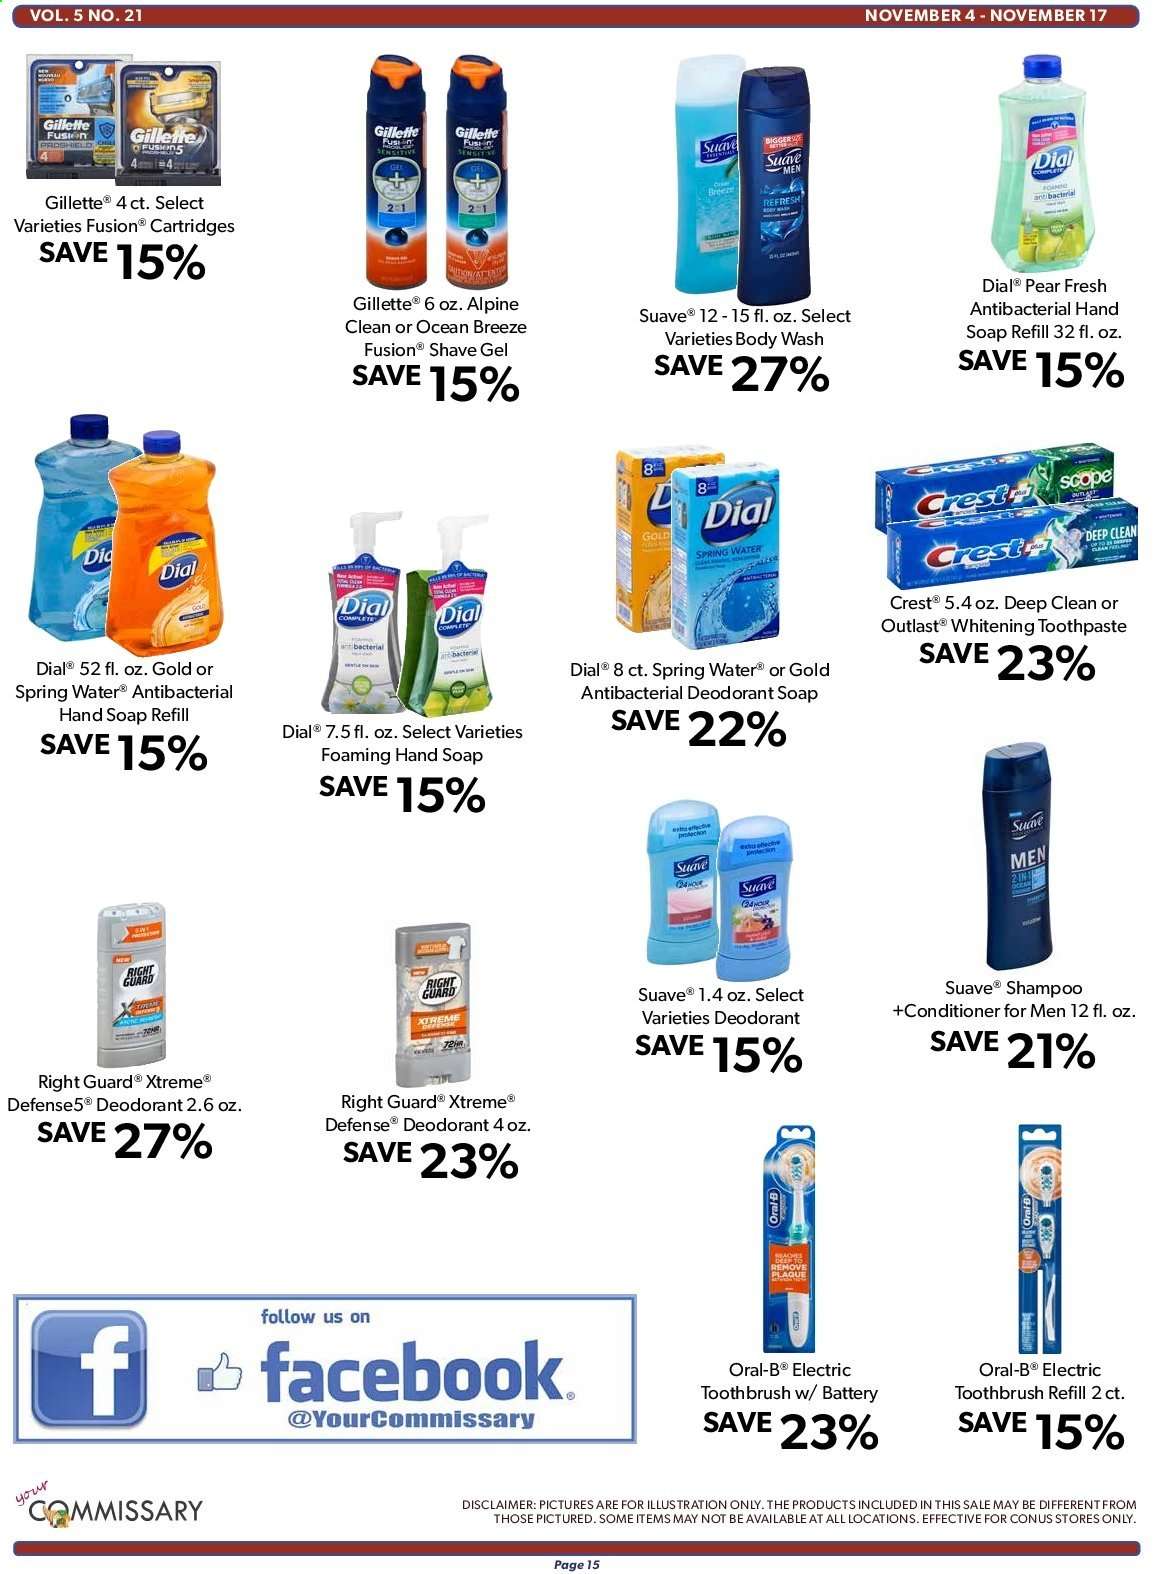 VOL. 5 NO. 21
NOVEMBER 4 - NOVEMBER 17
Gillette® 4 ct. Select
Varieties Fusion® Cartridges
SAVE 15%
Gillette® 6 oz. Alpine
Clean or Ocean Breeze
Fusion® Shave Gel
SAVE 15%
Suave® 12 - 15 fl. oz. Select
Varieties Body Wash
SAVE 27%
Dial® Pear Fresh
Antibacterial Hand
Soap Refill 32 fl. oz.
SAVE 15%
Dial® 52 fl. oz. Gold or
Spring Water® Antibacterial
Hand Soap Refill
SAVE 15%
Dial® 7.5 fl. oz. Select Varieties
Foaming Hand Soap
SAVE 15%
Dial® 8 ct. Spring Water® or Gold
Antibacterial Deodorant Soap
SAVE 22%
Crest® 5.4 oz. Deep Clean or
Outlast® Whitening Toothpaste
SAVE 23%
Right Guard® Xtreme®
Defense5® Deodorant 2.6 oz.
SAVE 27%
Right Guard® Xtreme®
Defense® Deodorant 4 oz.
SAVE 23%
Suave® 1.4 oz. Select
Varieties Deodorant
SAVE 15%
Suave® Shampoo
+Conditioner for Men 12 fl. oz.
SAVE 21%
follow us on
facebook®
@YourCommissary
Oral-B® Electric
Toothbrush w/ Battery
SAVE 23%
Oral-B® Electric
Toothbrush Refill 2 ct.
SAVE 15%
your
COMMISSARY
DISCLAIMER: PICTURES ARE FOR ILLUSTRATION ONLY. THE PRODUCTS INCLUDED IN THIS SALE MAY BE DIFFERENT FROM
THOSE PICTURED. SOME ITEMS MAY NOT BE AVAILABLE AT ALL LOCATIONS. EFFECTIVE FOR CONUS STORES ONLY.
Page 15